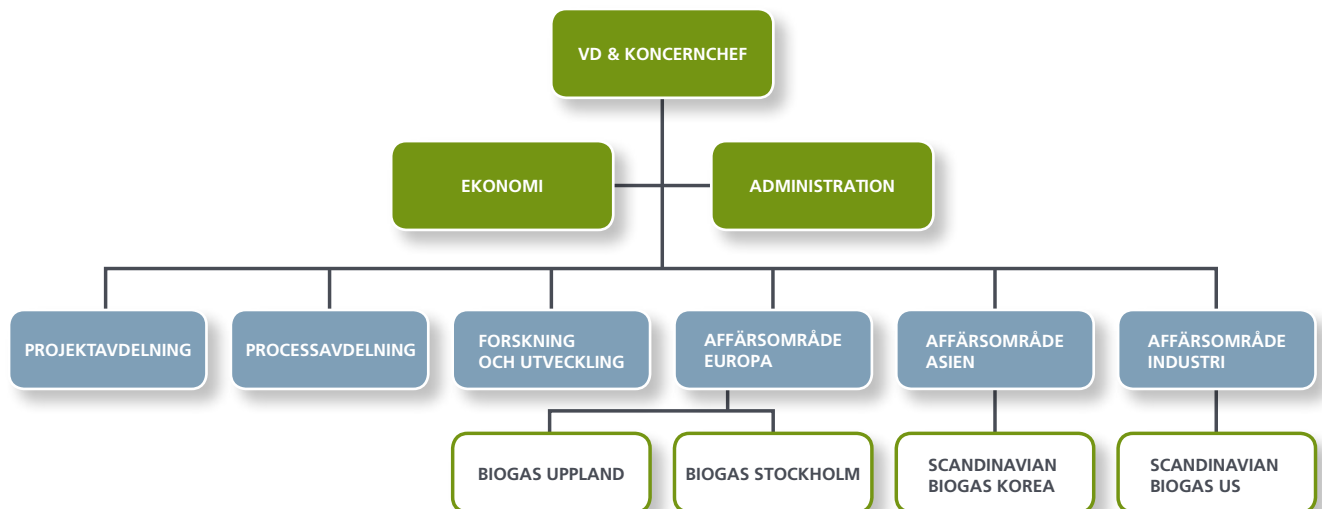 VD & KONCERNCHEF
EKONOMI
ADMINISTRATION
PROJEKTAVDELNING
PROCESSAVDELNING
FORSKNING
OCH UTVECKLING
AFFÄRSOMRÅDE
EUROPA
AFFÄRSOMRÅDE
ASIEN
AFFÄRSOMRÅDE
INDUSTRI
BIOGAS UPPLAND
BIOGAS STOCKHOLM
SCANDINAVIAN
BIOGAS KOREA
SCANDINAVIAN
BIOGAS US